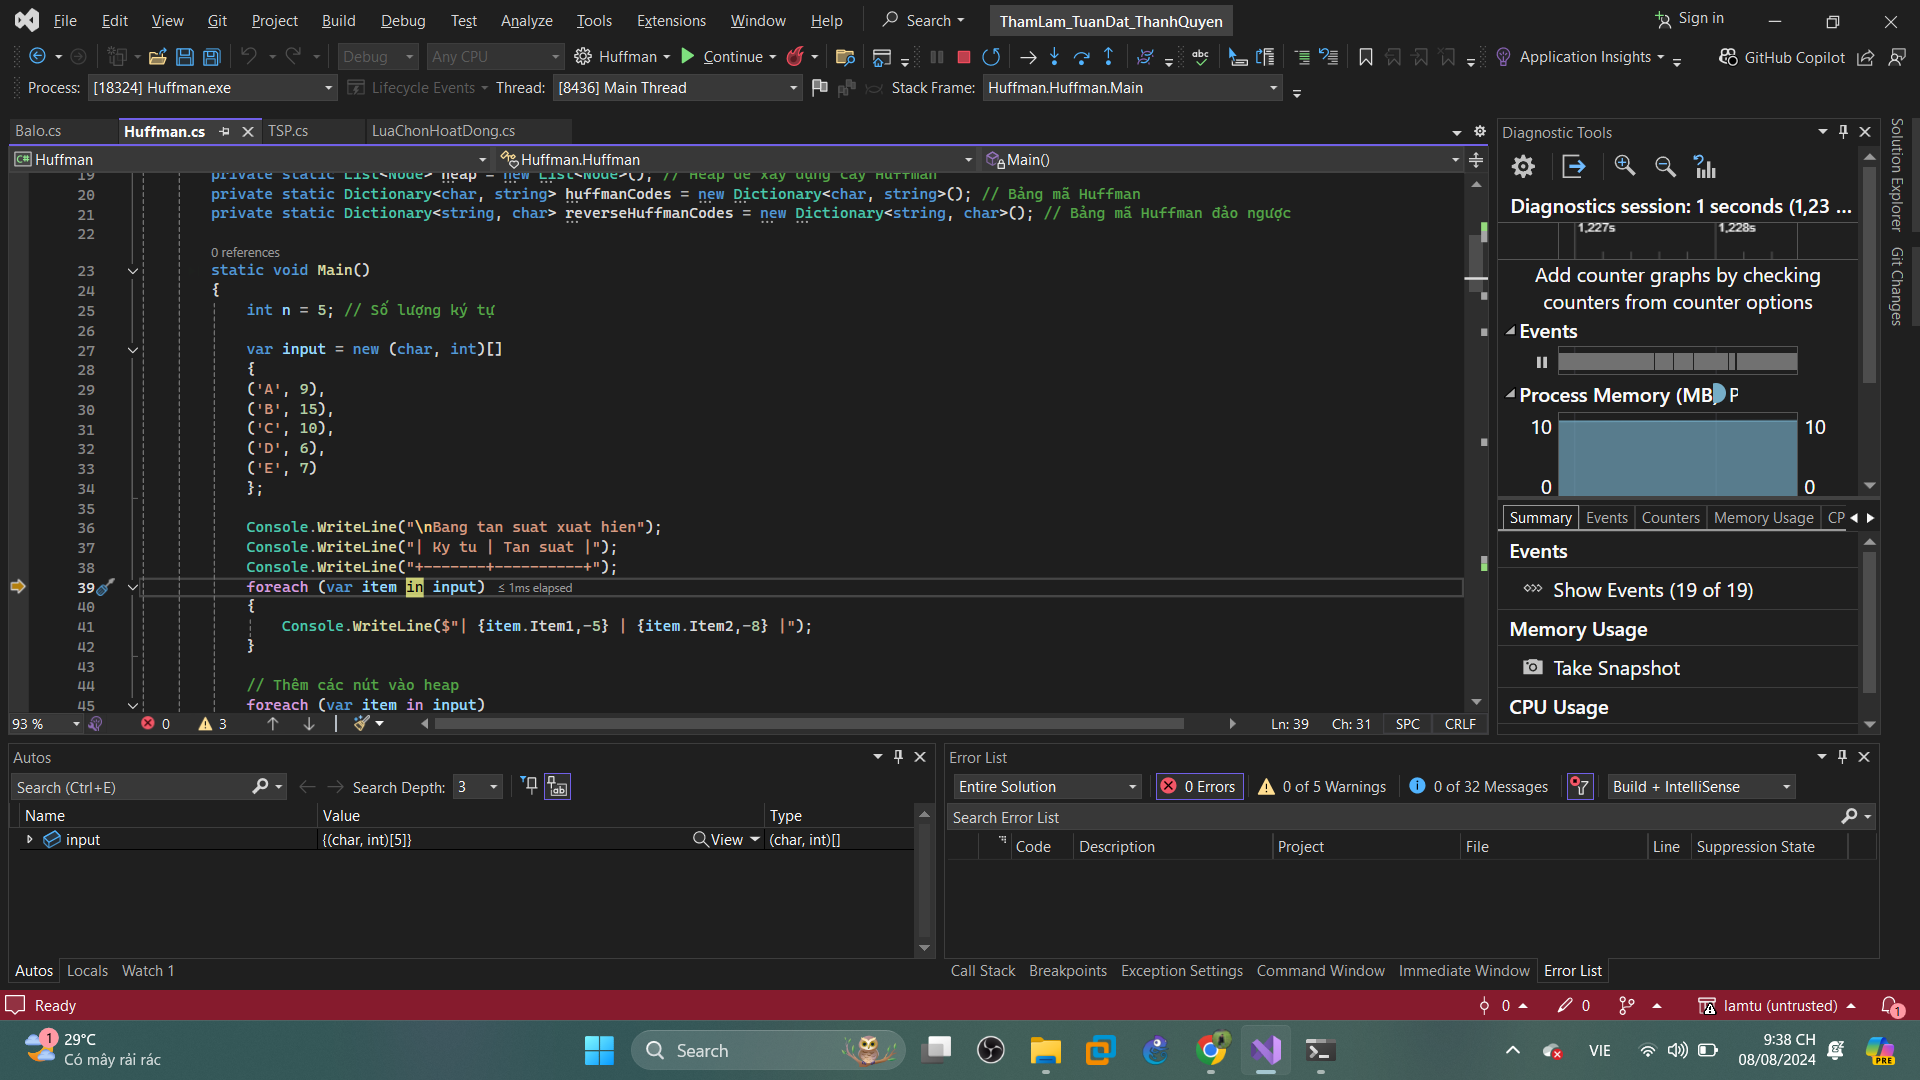 File Edit View Git Project Build Debug Test Analyze Tools Extensions Window Help Search ThamLam_TuanDat_ThanhQuyen Sign in
Debug Any CPU Huffman Continue Application Insights GitHub Copilot
Process: [18324] Huffman.exe Lifecycle Events Thread: [8436] Main Thread Stack Frame: Huffman.Huffman.Main
Balo.cs Huffman.cs TSP.cs LuaChonHoatDong.cs
Huffman Huffman.Huffman Main()
19 private static List<Node> heap = new List<Node>(); // Heap để xây dựng cây Huffman
20 private static Dictionary<char, string> huffmanCodes = new Dictionary<char, string>(); // Bảng mã Huffman
21 private static Dictionary<string, char> reverseHuffmanCodes = new Dictionary<string, char>(); // Bảng mã Huffman đảo ngược
22
0 references
23 static void Main()
24 {
25 int n = 5; // Số lượng ký tự
26
27 var input = new (char, int)[]
28 {
29 ('A', 9),
30 ('B', 15),
31 ('C', 10),
32 ('D', 6),
33 ('E', 7)
34 };
35
36 Console.WriteLine("\nBang tan suat xuat hien");
37 Console.WriteLine("| Ky tu | Tan suat |");
38 Console.WriteLine("+-------+----------+");
39 foreach (var item in input) ≤ 1ms elapsed
40 {
41 Console.WriteLine($"| {item.Item1,-5} | {item.Item2,-8} |");
42 }
43
44 // Thêm các nút vào heap
45 foreach (var item in input)
93 % 0 3 Ln: 39 Ch: 31 SPC CRLF
Diagnostic Tools
Diagnostics session: 1 seconds (1,23 ...
1,227s 1,228s
Add counter graphs by checking
counters from counter options
Events
Process Memory (MB) P
10 10
0 0
Summary Events Counters Memory Usage CP
Events
Show Events (19 of 19)
Memory Usage
Take Snapshot
CPU Usage
Solution Explorer
Git Changes
Autos
Search (Ctrl+E) Search Depth: 3
Name Value Type
input {(char, int)[5]} View (char, int)[]
Autos Locals Watch 1
Error List
Entire Solution 0 Errors 0 of 5 Warnings 0 of 32 Messages Build + IntelliSense
Search Error List
Code Description Project File Line Suppression State
Call Stack Breakpoints Exception Settings Command Window Immediate Window Error List
Ready 0 0 lamtu (untrusted) 1
1 29°C
Có mây rải rác
Search
VIE
9:38 CH
08/08/2024
PRE